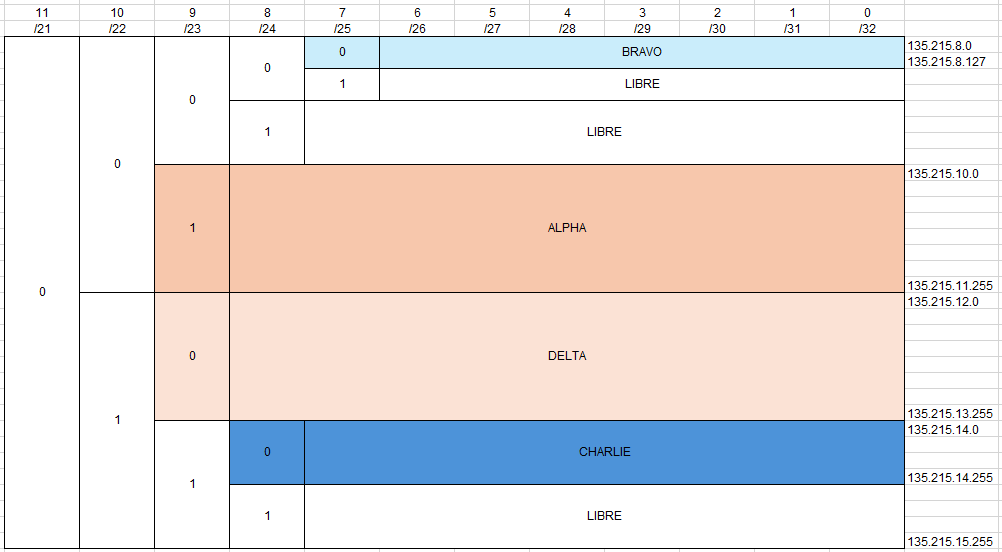 11 10 9 8 7 6 5 4 3 2 1 0
/21 /22 /23 /24 /25 /26 /27 /28 /29 /30 /31 /32
0 BRAVO 135.215.8.0
135.215.8.127
0
1 LIBRE
0
1 LIBRE
0
135.215.10.0
1 ALPHA
135.215.11.255
0
135.215.12.0
0 DELTA
135.215.13.255
1
135.215.14.0
0 CHARLIE
135.215.14.255
1
1 LIBRE
135.215.15.255